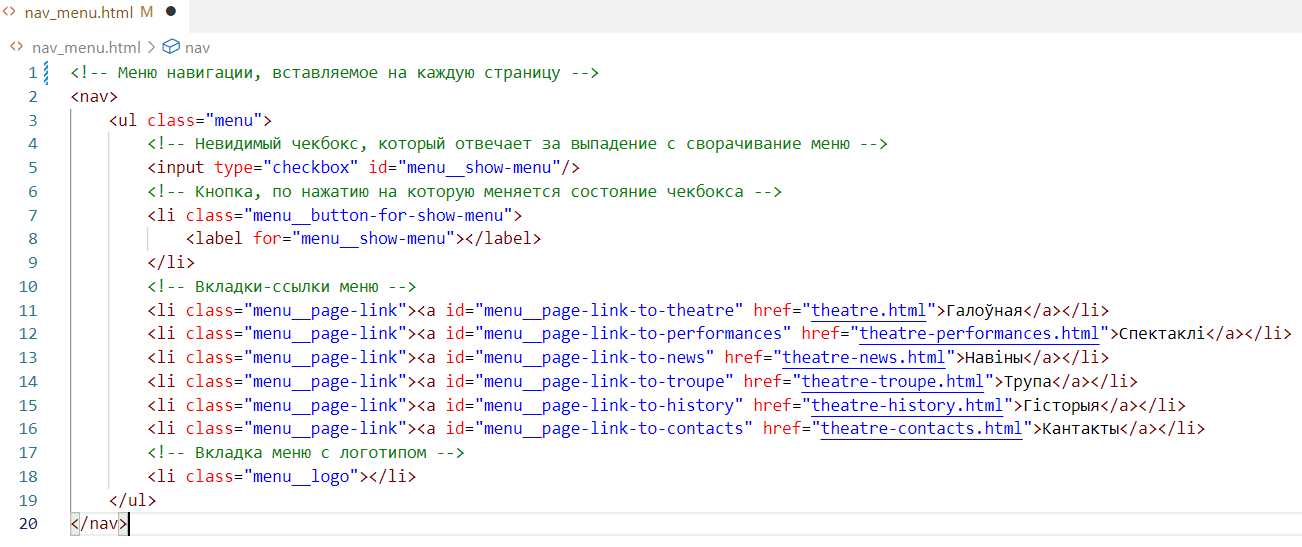 nav_menu.html M ●
nav_menu.html > nav
1 <!-- Меню навигации, вставляемое на каждую страницу -->
2 <nav>
3 <ul class="menu">
4 <!-- Невидимый чекбокс, который отвечает за выпадение с сворачивание меню -->
5 <input type="checkbox" id="menu__show-menu"/>
6 <!-- Кнопка, по нажатию на которую меняется состояние чекбокса -->
7 <li class="menu__button-for-show-menu">
8 <label for="menu__show-menu"></label>
9 </li>
10 <!-- Вкладки-ссылки меню -->
11 <li class="menu__page-link"><a id="menu__page-link-to-theatre" href="theatre.html">Галоўная</a></li>
12 <li class="menu__page-link"><a id="menu__page-link-to-performances" href="theatre-performances.html">Спектаклі</a></li>
13 <li class="menu__page-link"><a id="menu__page-link-to-news" href="theatre-news.html">Навіны</a></li>
14 <li class="menu__page-link"><a id="menu__page-link-to-troupe" href="theatre-troupe.html">Трупа</a></li>
15 <li class="menu__page-link"><a id="menu__page-link-to-history" href="theatre-history.html">Гісторыя</a></li>
16 <li class="menu__page-link"><a id="menu__page-link-to-contacts" href="theatre-contacts.html">Кантакты</a></li>
17 <!-- Вкладка меню с логотипом -->
18 <li class="menu__logo"></li>
19 </ul>
20 </nav>